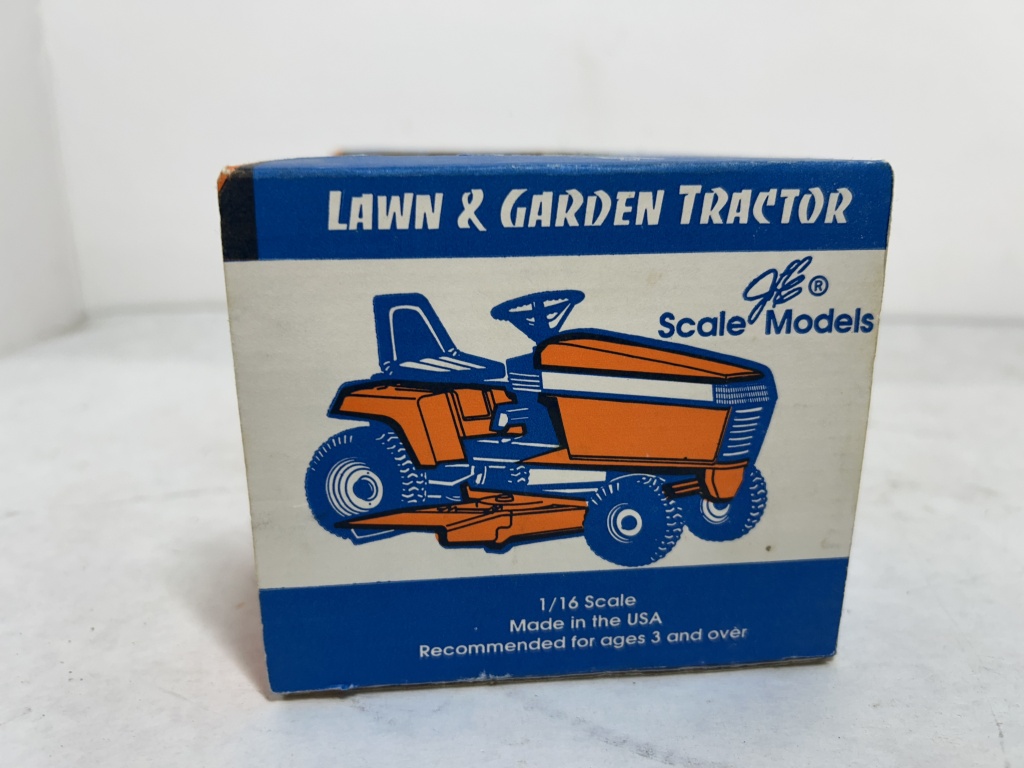 LAWN & GARDEN TRACTOR
JLE ®
Scale Models
1/16 Scale
Made in the USA
Recommended for ages 3 and over